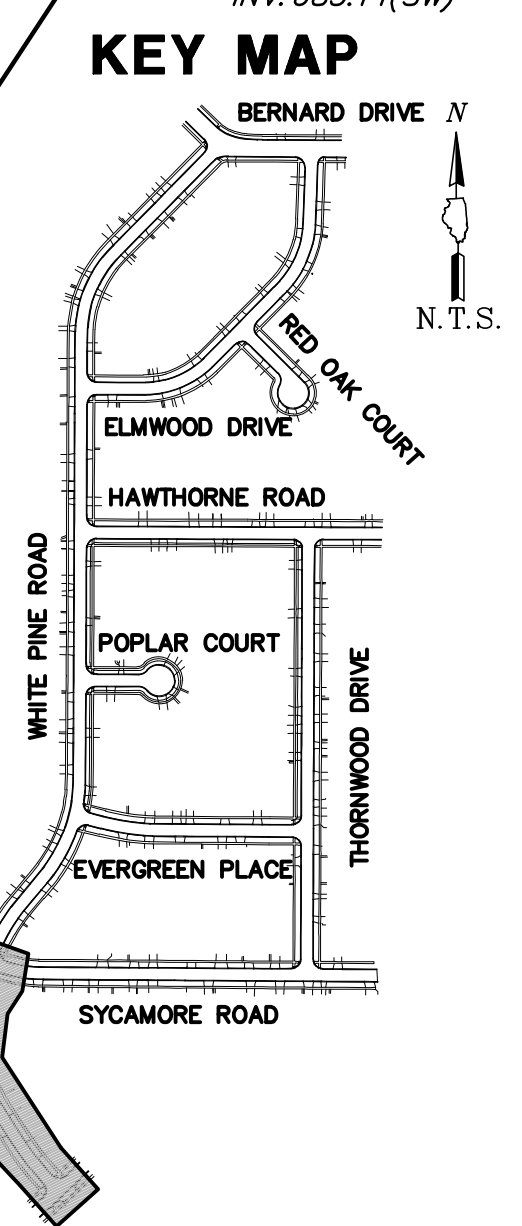 KEY MAP
BERNARD DRIVE
N
N.T.S.
RED OAK COURT
ELMWOOD DRIVE
HAWTHORNE ROAD
WHITE PINE ROAD
POPLAR COURT
THORNWOOD DRIVE
EVERGREEN PLACE
SYCAMORE ROAD